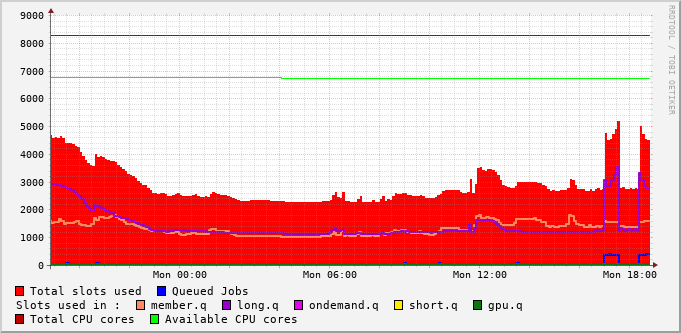 9000
8000
7000
6000
5000
4000
3000
2000
1000
0
Mon 00:00 Mon 06:00 Mon 12:00 Mon 18:00
RRDTOOL / TOBI OETIKER
Total slots used Queued Jobs
Slots used in : member.q long.q ondemand.q short.q gpu.q
Total CPU cores Available CPU cores